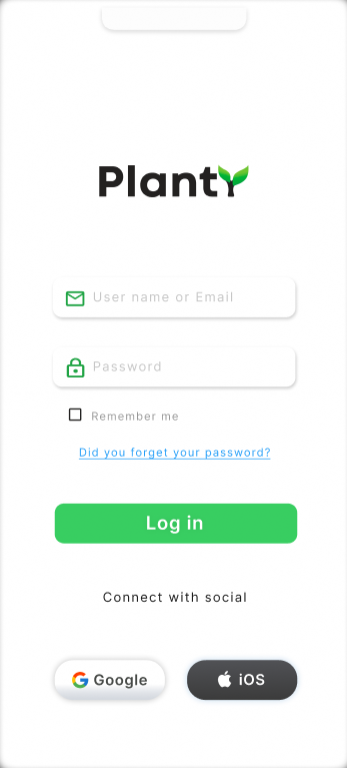 Planty
User name or Email
Password
Remember me
Did you forget your password?
Log in
Connect with social
Google
iOS